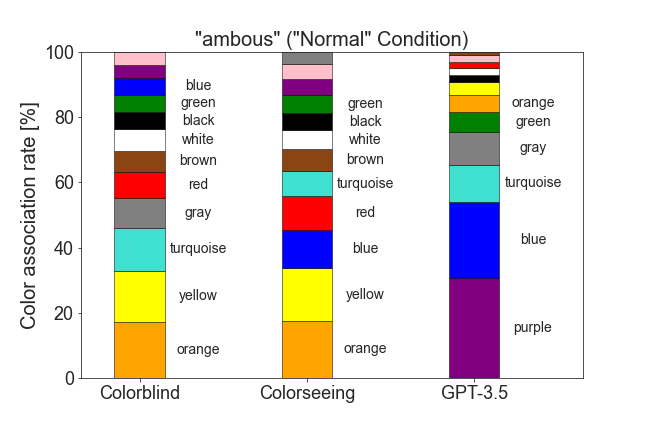 "ambous" ("Normal" Condition)
Color association rate [%]
100
80
60
40
20
0
blue
green
black
white
brown
red
gray
turquoise
yellow
orange
green
black
white
brown
turquoise
red
blue
yellow
orange
orange
green
gray
turquoise
blue
purple
Colorblind
Colorseeing
GPT-3.5